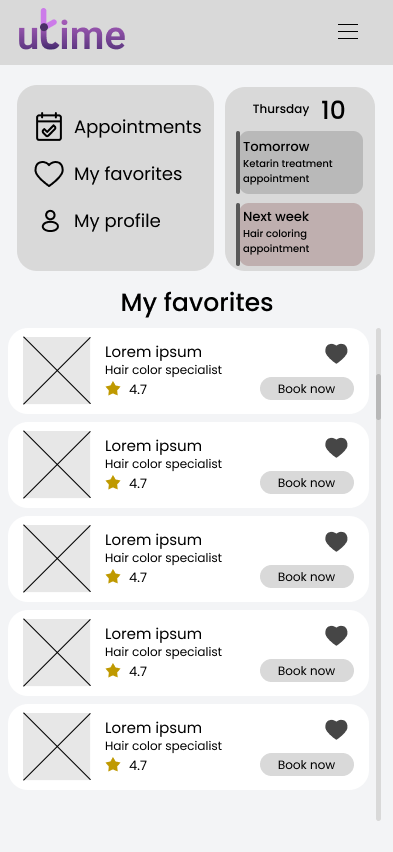 utime
Appointments
My favorites
My profile
Thursday 10
Tomorrow
Ketarin treatment
appointment
Next week
Hair coloring
appointment
My favorites
Lorem ipsum
Hair color specialist
4.7
Book now
Lorem ipsum
Hair color specialist
4.7
Book now
Lorem ipsum
Hair color specialist
4.7
Book now
Lorem ipsum
Hair color specialist
4.7
Book now
Lorem ipsum
Hair color specialist
4.7
Book now